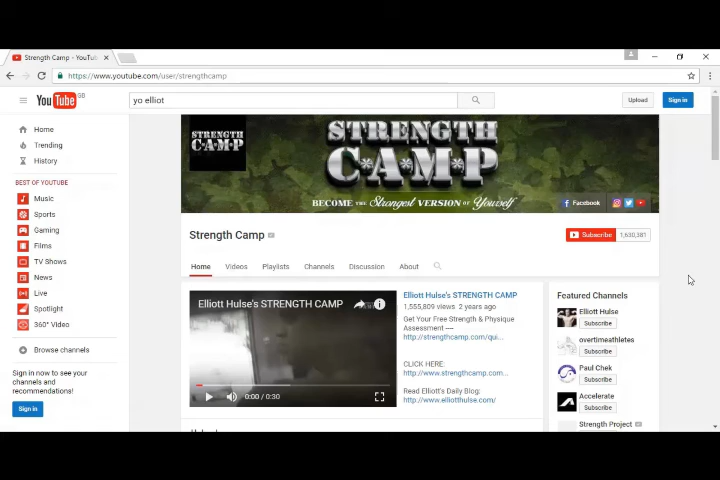 Strength Camp - YouTub
https://www.youtube.com/user/strengthcamp
YouTube GB
yo elliot
Upload
Sign in
Home
Trending
History
BEST OF YOUTUBE
Music
Sports
Gaming
Films
TV Shows
News
Live
Spotlight
360° Video
Browse channels
Sign in now to see your
channels and
recommendations!
Sign in
STRENGTH
C*A*M*P
STRENGTH
C*A*M*P
BECOME THE Strongest VERSION OF Yourself
Facebook
Strength Camp
Subscribe 1,630,381
Home Videos Playlists Channels Discussion About
Elliott Hulse's STRENGTH CAMP
0:00 / 0:30
Elliott Hulse's STRENGTH CAMP
1,555,809 views 2 years ago
Get Your Free Strength & Physique
Assessment ----
http://strengthcamp.com/qui...
CLICK HERE:
http://www.strengthcamp.com...
Read Elliott's Daily Blog:
http://www.elliotthulse.com/
Featured Channels
Elliott Hulse
Subscribe
overtimeathletes
Subscribe
Paul Chek
Subscribe
Accelerate
Subscribe
Strength Project